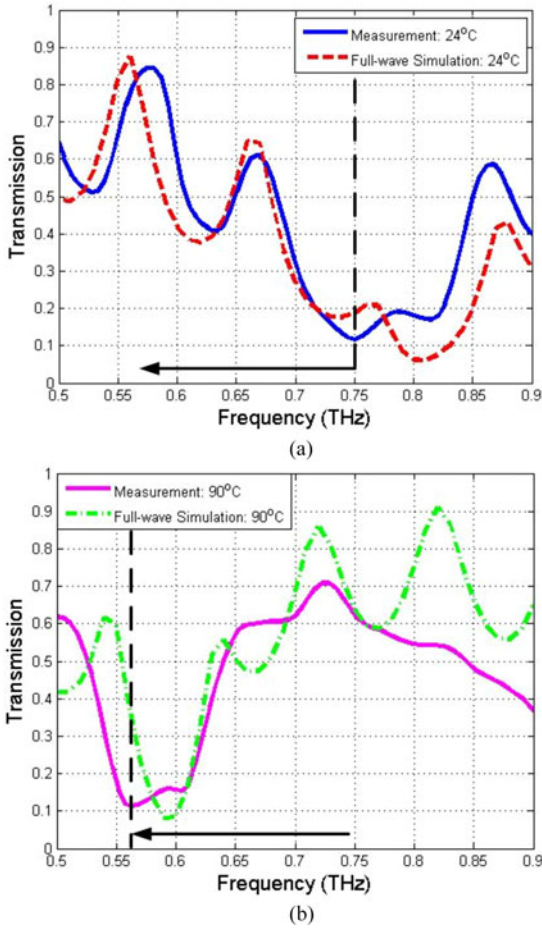 Measurement: 24°C
Full-wave Simulation: 24°C
1
0.9
0.8
0.7
0.6
0.5
0.4
0.3
0.2
0.1
0
Transmission
0.5 0.55 0.6 0.65 0.7 0.75 0.8 0.85 0.9
Frequency (THz)
(a)
Measurement: 90°C
Full-wave Simulation: 90°C
1
0.9
0.8
0.7
0.6
0.5
0.4
0.3
0.2
0.1
0
Transmission
0.5 0.55 0.6 0.65 0.7 0.75 0.8 0.85 0.9
Frequency (THz)
(b)